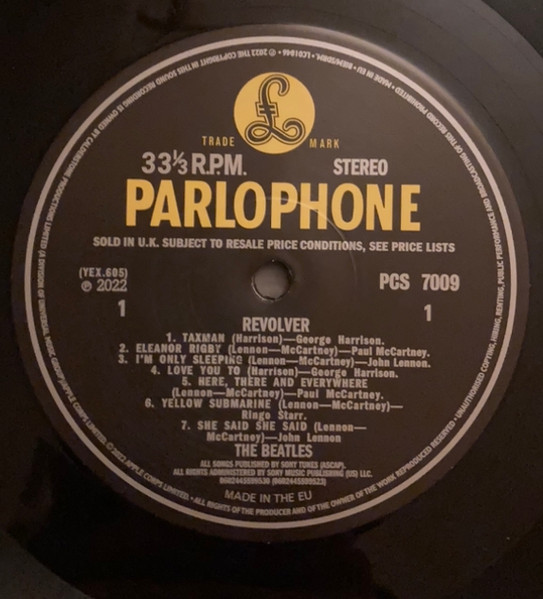 £
TRADE MARK
33⅓ R.P.M. STEREO
PARLOPHONE
SOLD IN U.K. SUBJECT TO RESALE PRICE CONDITIONS, SEE PRICE LISTS
(YEX.605) PCS 7009
℗ 2022
1 1
REVOLVER
1. TAXMAN (Harrison)—George Harrison.
2. ELEANOR RIGBY (Lennon—McCartney)—Paul McCartney.
3. I'M ONLY SLEEPING (Lennon—McCartney)—John Lennon.
4. LOVE YOU TO (Harrison)—George Harrison.
5. HERE, THERE AND EVERYWHERE
(Lennon—McCartney)—Paul McCartney.
6. YELLOW SUBMARINE (Lennon—McCartney)—
Ringo Starr.
7. SHE SAID SHE SAID (Lennon—
McCartney)—John Lennon
THE BEATLES
ALL SONGS PUBLISHED BY SONY TUNES (ASCAP).
ALL RIGHTS ADMINISTERED BY SONY MUSIC PUBLISHING (US) LLC.
MADE IN THE EU
THE COPYRIGHT IN THIS SOUND RECORDING IS OWNED BY CALDERSTONE PRODUCTIONS LIMITED (A DIVISION OF UNIVERSAL MUSIC GROUP)/APPLE CORPS LIMITED. © 2022 APPLE CORPS LIMITED. • ALL RIGHTS OF THE PRODUCER AND OF THE OWNER OF THE WORK REPRODUCED RESERVED • UNAUTHORISED COPYING, HIRING, RENTING, PUBLIC PERFORMANCE AND BROADCASTING OF THIS RECORD PROHIBITED • MADE IN EU •